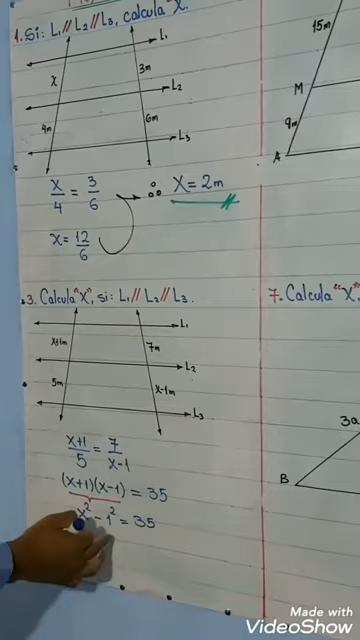 1. Si: L₁ // L₂ // L₃, calcula "X".
L₁
x
3m
L₂
4m
6m
L₃
x/4 = 3/6
∴ X = 2m
x = 12/6
15m
M
9m
A
3. Calcula "X", si: L₁ // L₂ // L₃.
L₁
x+1m
7m
L₂
5m
x-1m
L₃
x+1/5 = 7/x-1
(x+1)(x-1) = 35
x² - 1² = 35
7. Calcula "X"
3a
B
Made with
VideoShow